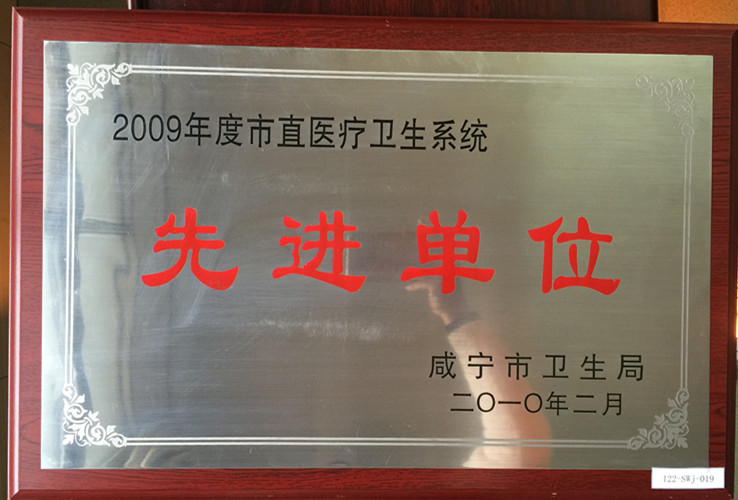 2009年度市直医疗卫生系统
先进单位
咸宁市卫生局
二〇一〇年二月
122-SWj-019